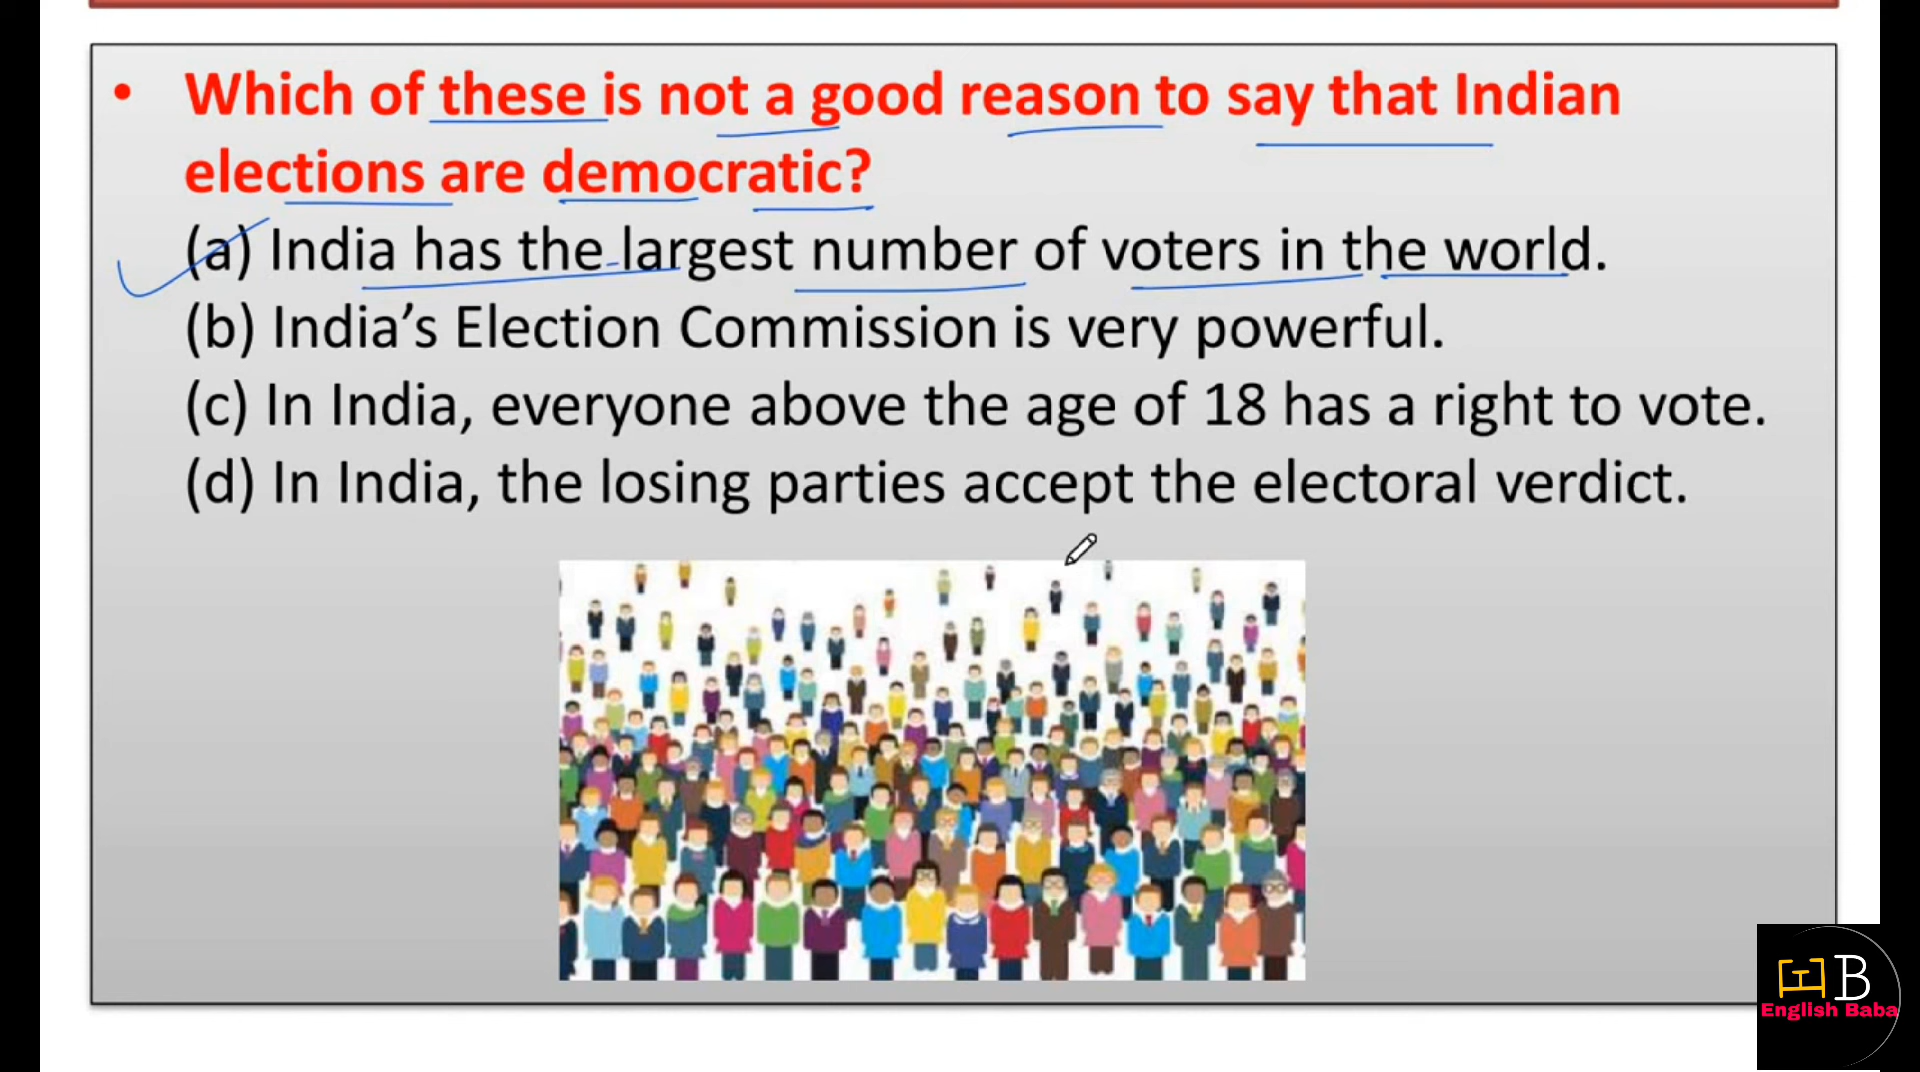 • Which of these is not a good reason to say that Indian
elections are democratic?
(a) India has the largest number of voters in the world.
(b) India’s Election Commission is very powerful.
(c) In India, everyone above the age of 18 has a right to vote.
(d) In India, the losing parties accept the electoral verdict.
EB
English Baba